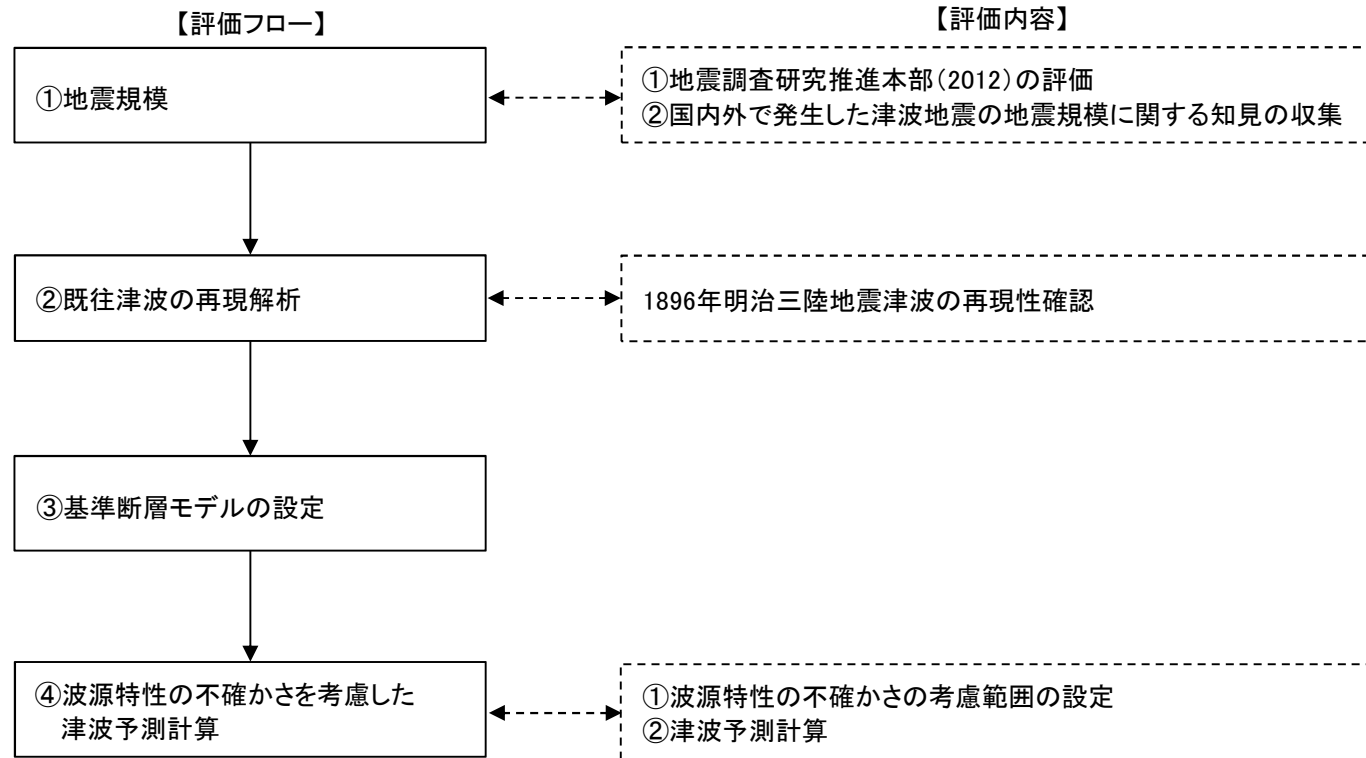 【評価フロー】
【評価内容】
①地震規模
①地震調査研究推進本部(2012)の評価
②国内外で発生した津波地震の地震規模に関する知見の収集
②既往津波の再現解析
1896年明治三陸地震津波の再現性確認
③基準断層モデルの設定
④波源特性の不確かさを考慮した
津波予測計算
①波源特性の不確かさの考慮範囲の設定
②津波予測計算